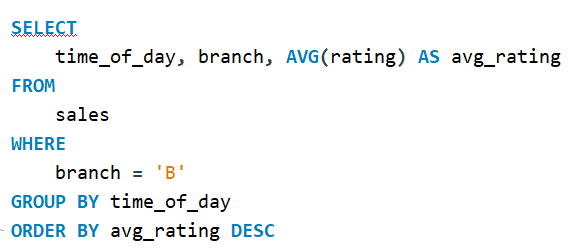 SELECT
time_of_day, branch, AVG(rating) AS avg_rating
FROM
sales
WHERE
branch = 'B'
GROUP BY time_of_day
ORDER BY avg_rating DESC